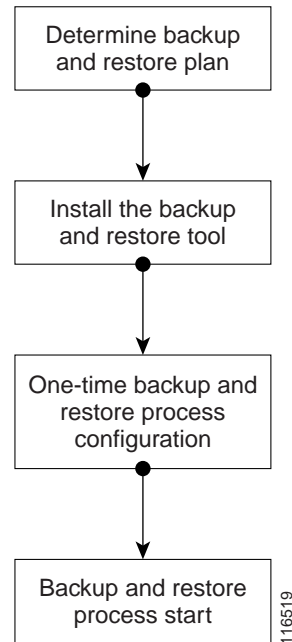 Determine backup
and restore plan
Install the backup
and restore tool
One-time backup and
restore process
configuration
Backup and restore
process start
116519